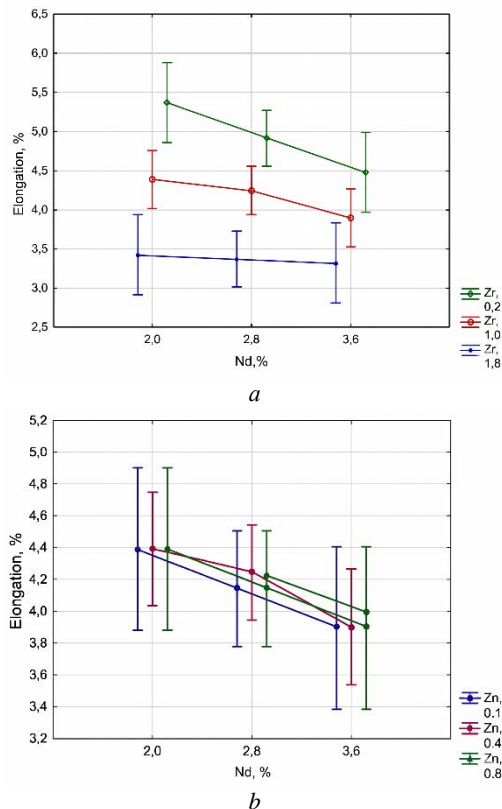 6,5
6,0
5,5
5,0
4,5
4,0
3,5
3,0
2,5
Elongation, %
2,0 2,8 3,6
Nd,%
Zr,
0,2
Zr,
1,0
Zr,
1,8
a
5,2
5,0
4,8
4,6
4,4
4,2
4,0
3,8
3,6
3,4
3,2
Elongation, %
2,0 2,8 3,6
Nd, %
Zn,
0.1
Zn,
0.4
Zn,
0.8
b